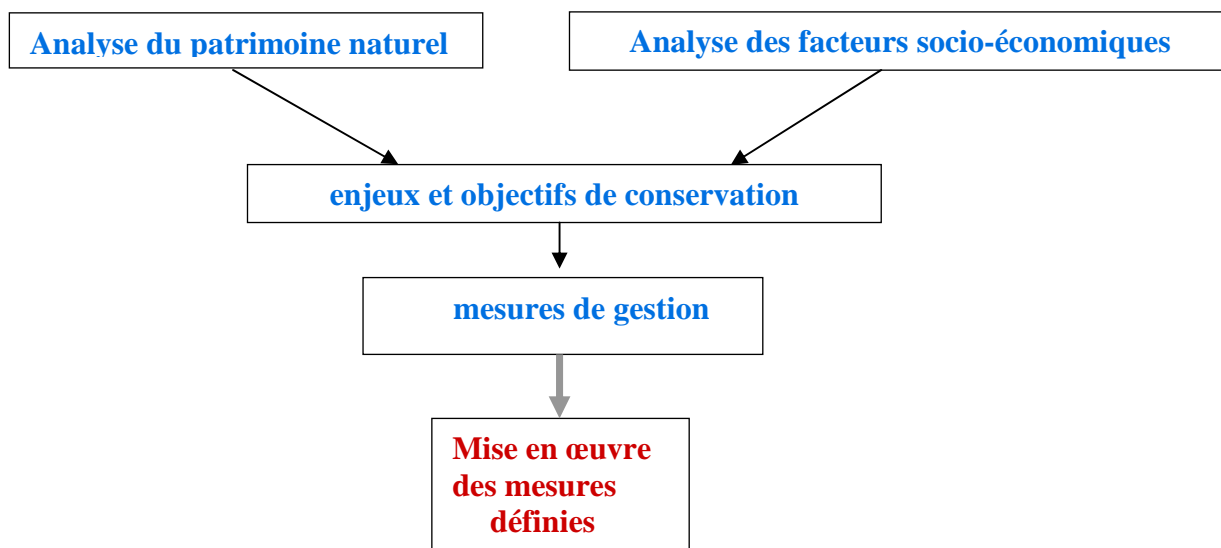 Analyse du patrimoine naturel
Analyse des facteurs socio-économiques
enjeux et objectifs de conservation
mesures de gestion
Mise en œuvre
des mesures
définies